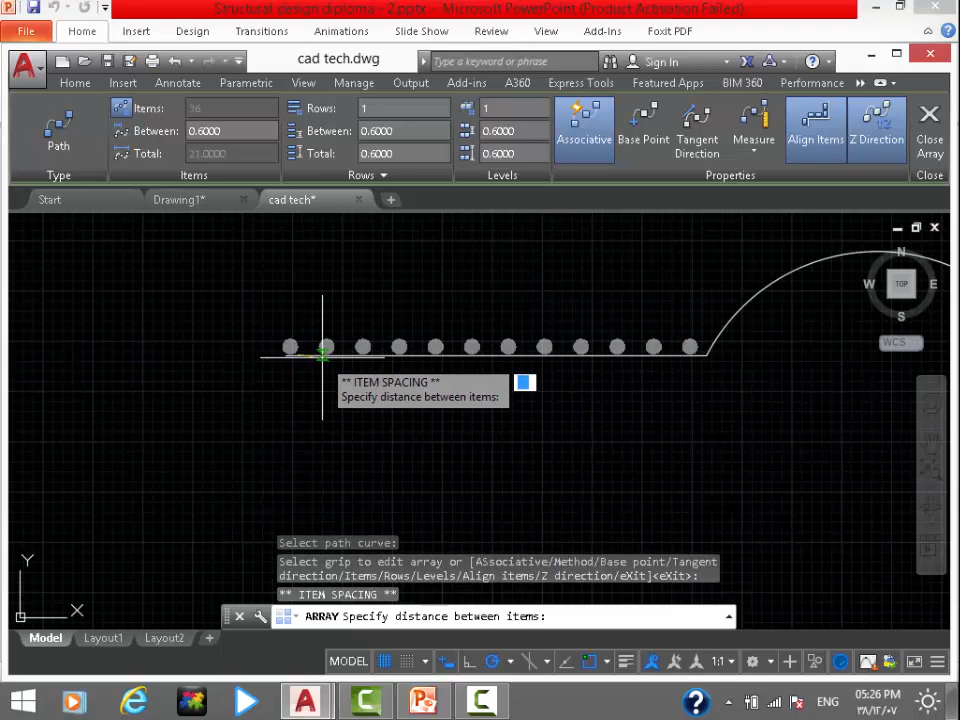 Structural design diploma - 2.pptx - Microsoft PowerPoint (Product Activation Failed)
File Home Insert Design Transitions Animations Slide Show Review View Add-Ins Foxit PDF
cad tech.dwg Type a keyword or phrase Sign In
Home Insert Annotate Parametric View Manage Output Add-ins A360 Express Tools Featured Apps BIM 360 Performance
Items: 36 Rows: 1 1
Between: 0.6000 Between: 0.6000 0.6000
Total: 21.0000 Total: 0.6000 0.6000
Path Associative Base Point Tangent Direction Measure Align Items Z Direction Close Array
Type Items Rows Levels Properties Close
Start Drawing1* cad tech*
N
W TOP E
S
WCS
** ITEM SPACING **
Specify distance between items:
Select path curve:
Select grip to edit array or [ASsociative/Method/Base point/Tangent
direction/Items/Rows/Levels/Align items/Z direction/eXit]<eXit>:
** ITEM SPACING **
Y
X
ARRAY Specify distance between items:
Model Layout1 Layout2
MODEL 1:1
ENG 05:26 PM
٣٨/١٢/٠٧